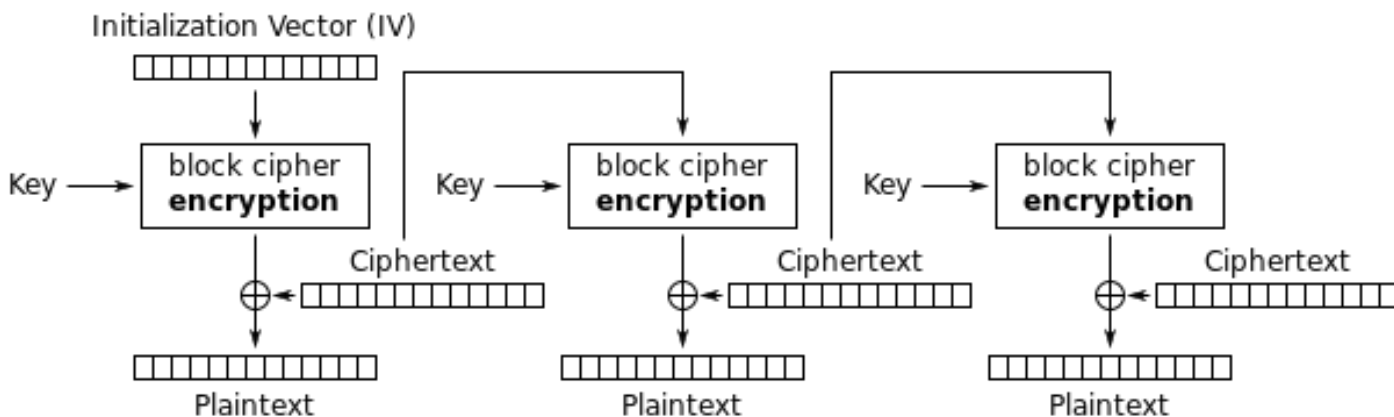 Initialization Vector (IV)
Key
block cipher
encryption
Key
block cipher
encryption
Key
block cipher
encryption
Ciphertext
Ciphertext
Ciphertext
Plaintext
Plaintext
Plaintext